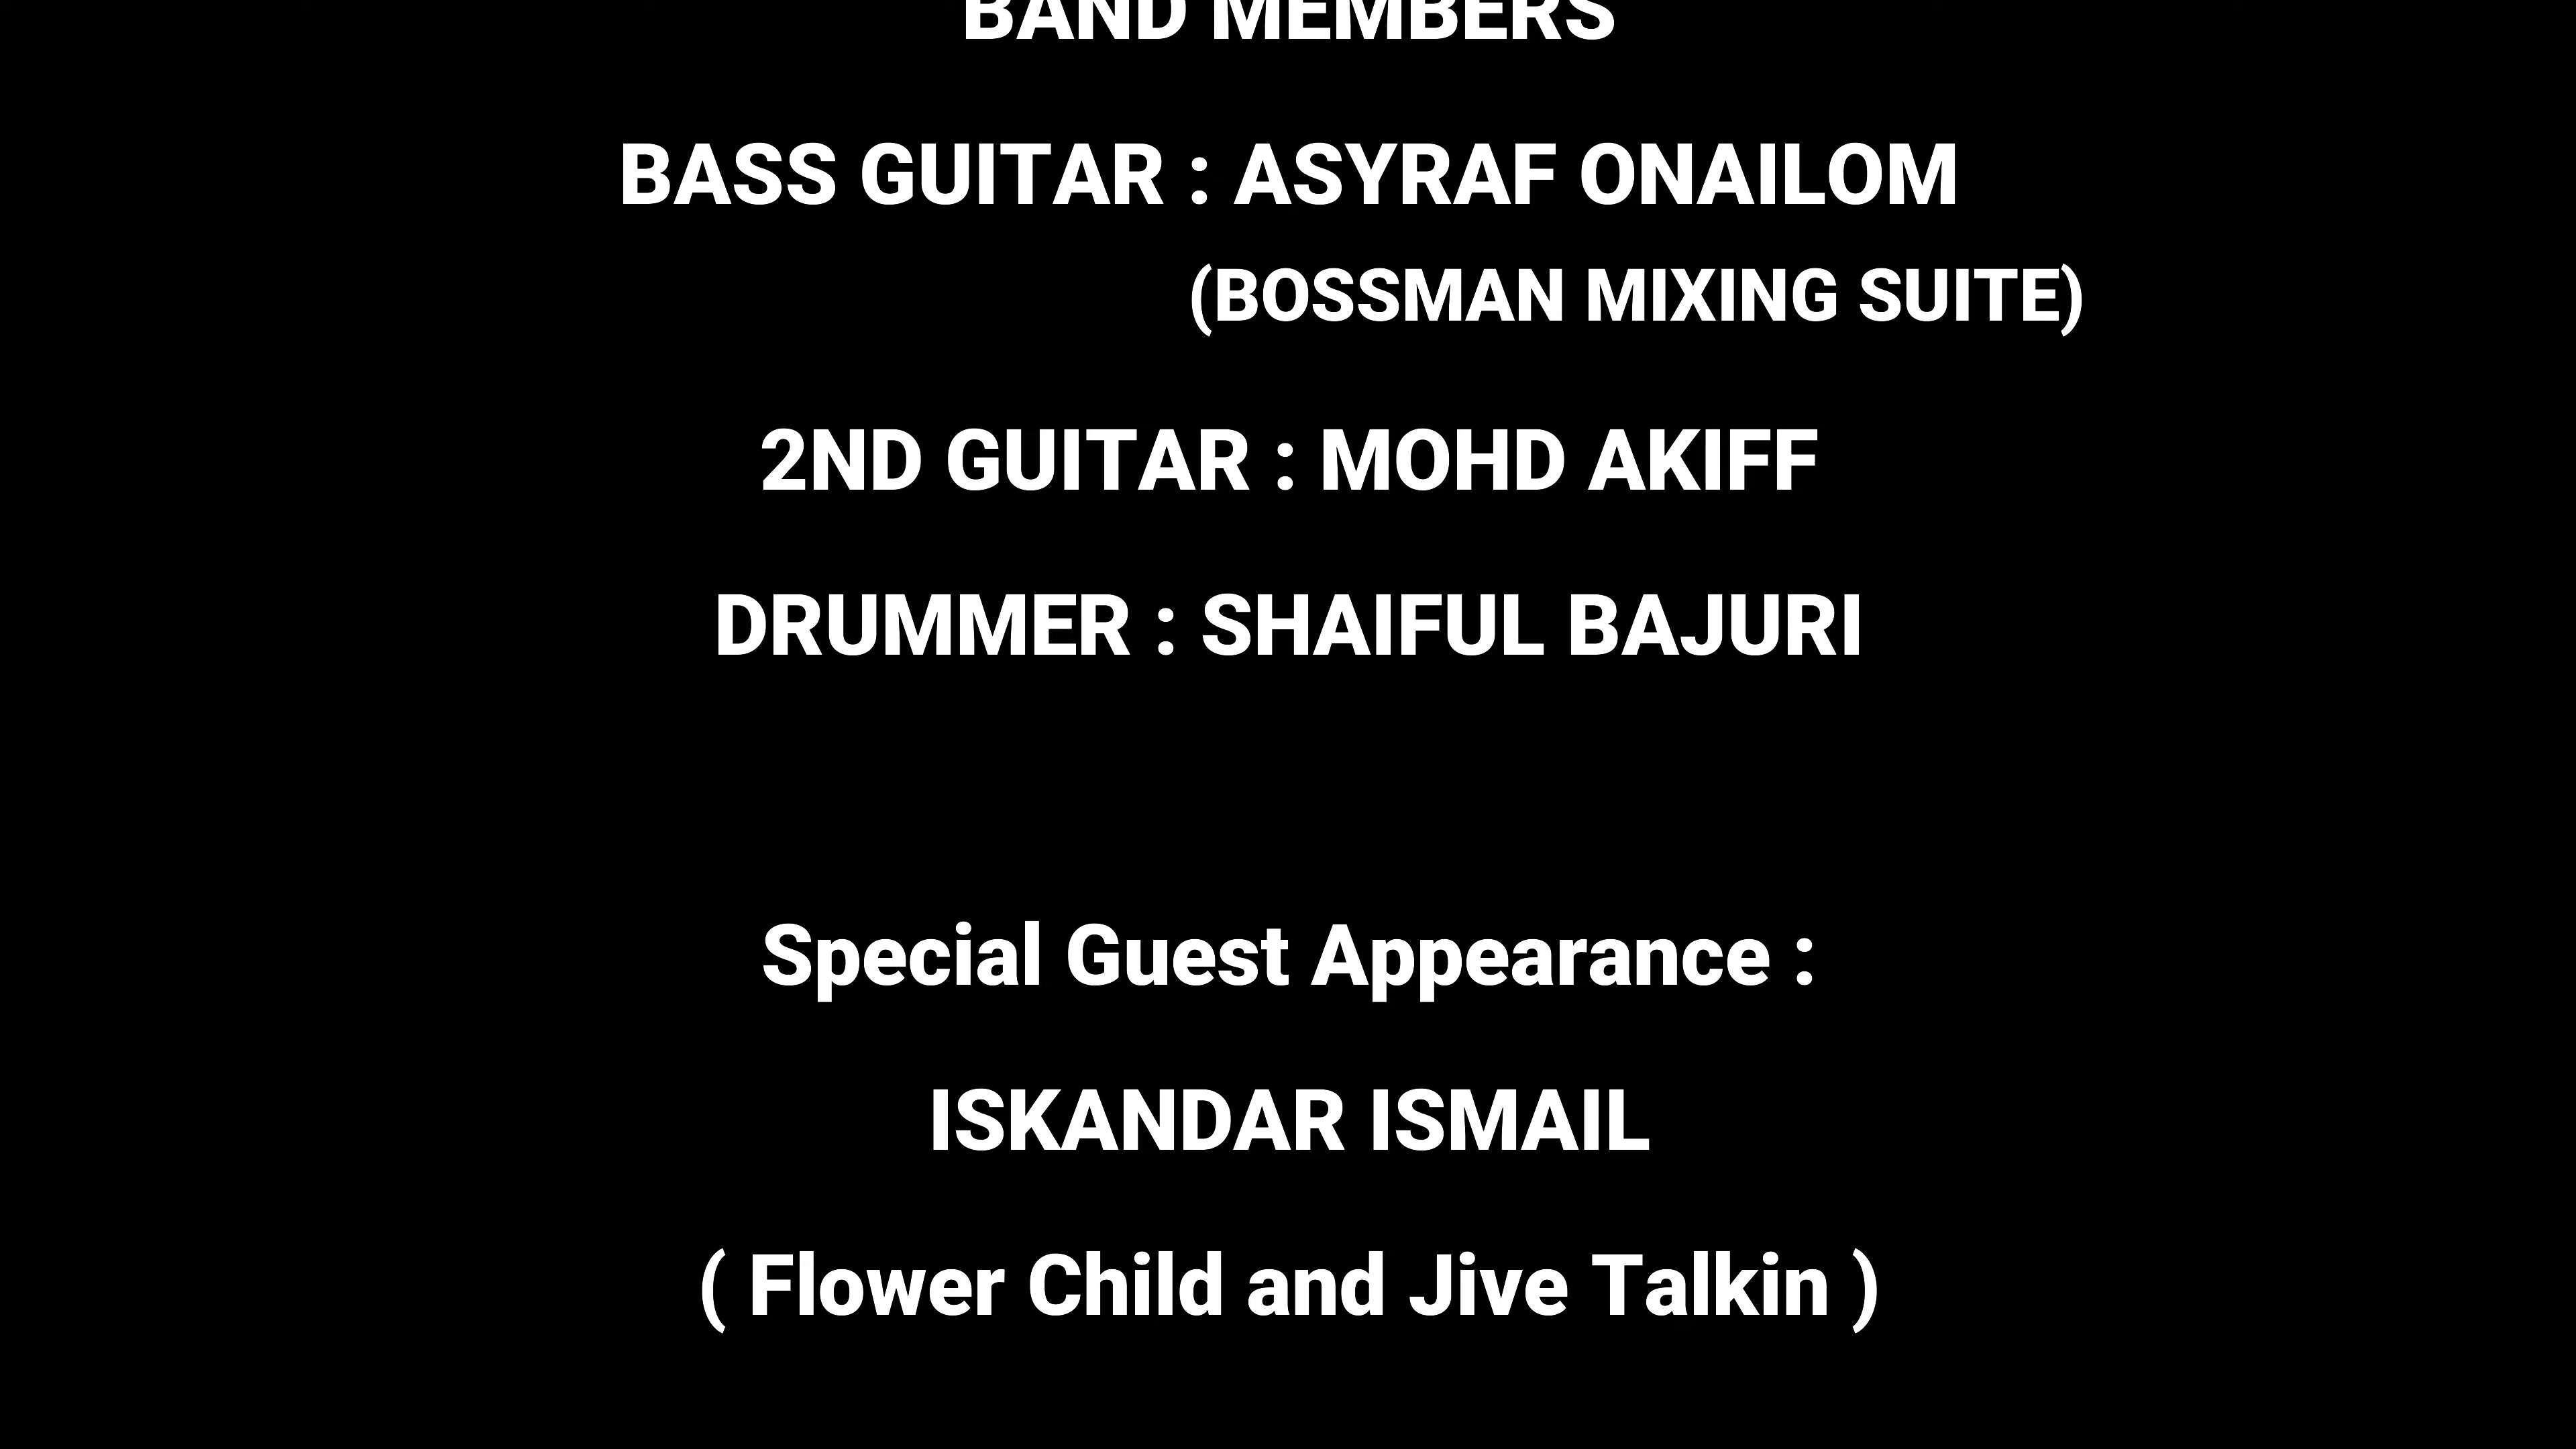 BAND MEMBERS
BASS GUITAR : ASYRAF ONAILOM
(BOSSMAN MIXING SUITE)
2ND GUITAR : MOHD AKIFF
DRUMMER : SHAIFUL BAJURI
Special Guest Appearance :
ISKANDAR ISMAIL
( Flower Child and Jive Talkin )